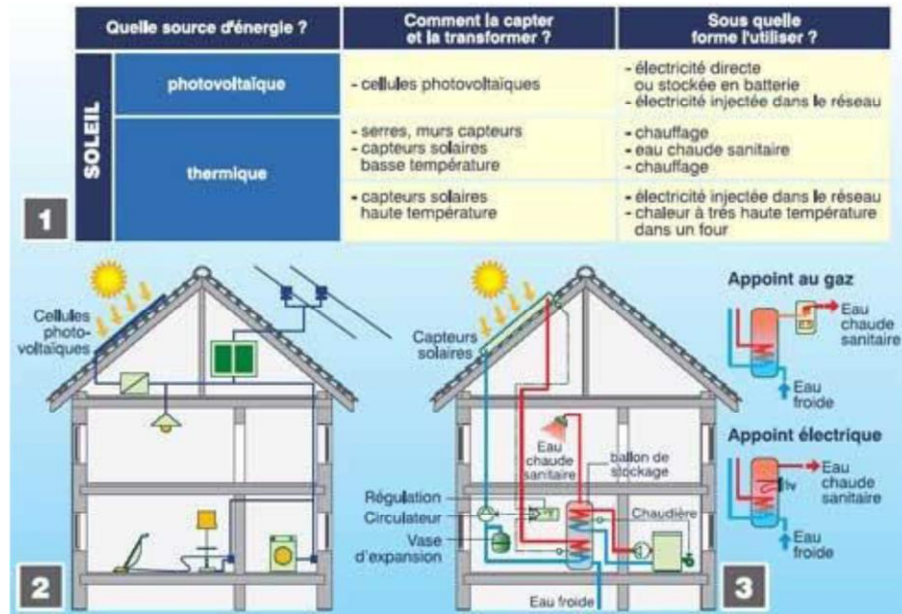 Quelle source d'énergie ?
Comment la capter
et la transformer ?
Sous quelle
forme l'utiliser ?
SOLEIL
photovoltaïque
- cellules photovoltaïques
- électricité directe
ou stockée en batterie
- électricité injectée dans le réseau
thermique
- serres, murs capteurs
- capteurs solaires
basse température
- chauffage
- eau chaude sanitaire
- chauffage
- capteurs solaires
haute température
- électricité injectée dans le réseau
- chaleur à trés haute température
dans un four
1
Cellules
photo-
voltaïques
2
Capteurs
solaires
Eau
chaude
sanitaire
ballon de
stockage
Régulation
Circulateur
Vase
d'expansion
Chaudière
Eau froide
3
Appoint au gaz
Eau
chaude
sanitaire
Eau
froide
Appoint électrique
Eau
chaude
sanitaire
Eau
froide